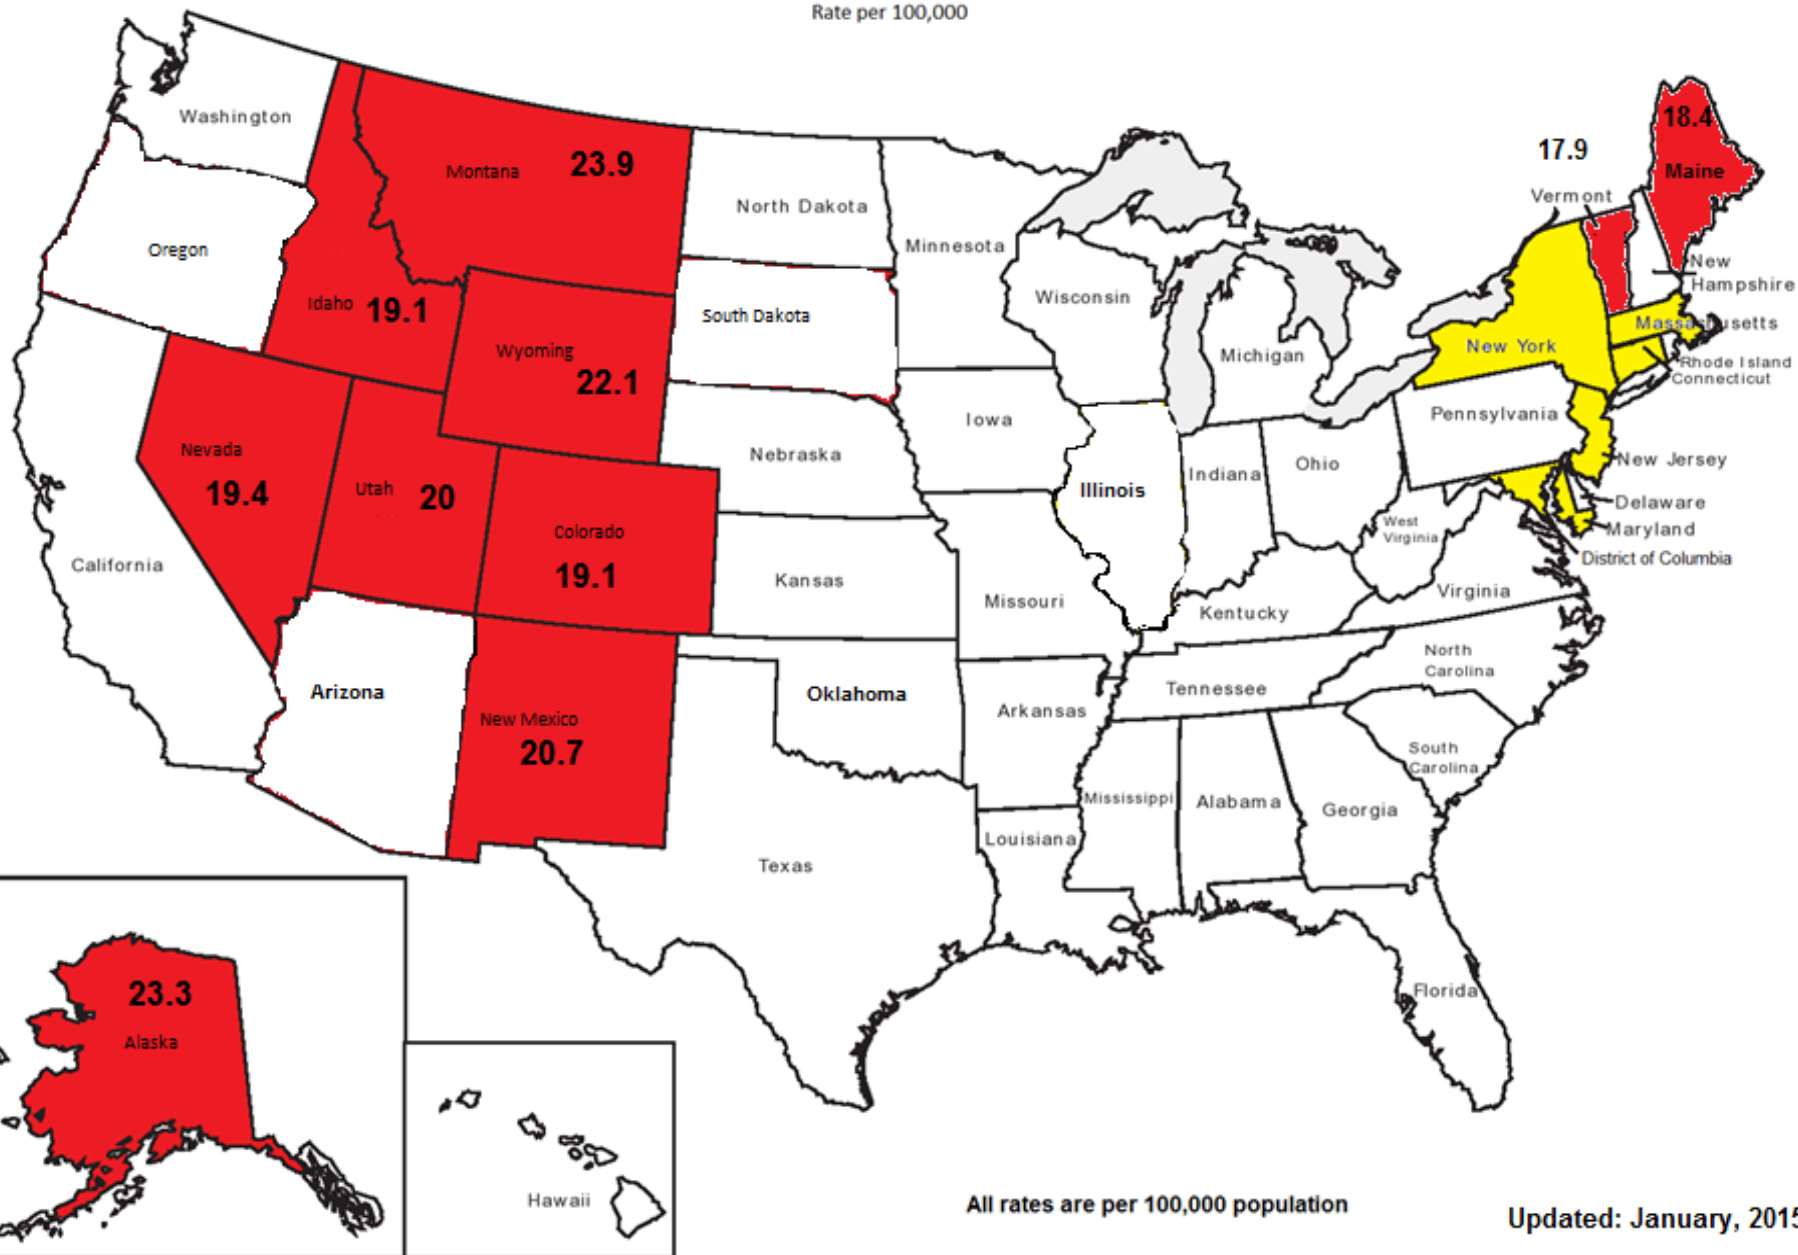 Rate per 100,000
Washington
Montana 23.9
North Dakota
Minnesota
Oregon
Idaho 19.1
Wyoming
22.1
South Dakota
Wisconsin
Michigan
17.9
Vermont
18.4
Maine
New
Hampshire
Massachusetts
New York
Rhode Island
Connecticut
Pennsylvania
New Jersey
Delaware
Maryland
District of Columbia
Nevada
19.4
Utah 20
Colorado
19.1
Nebraska
Iowa
Illinois
Indiana
Ohio
West
Virginia
Virginia
California
Kansas
Missouri
Kentucky
North
Carolina
Tennessee
Arizona
New Mexico
20.7
Oklahoma
Arkansas
South
Carolina
Mississippi
Alabama
Georgia
Louisiana
Texas
Florida
23.3
Alaska
Hawaii
All rates are per 100,000 population
Updated: January, 2015